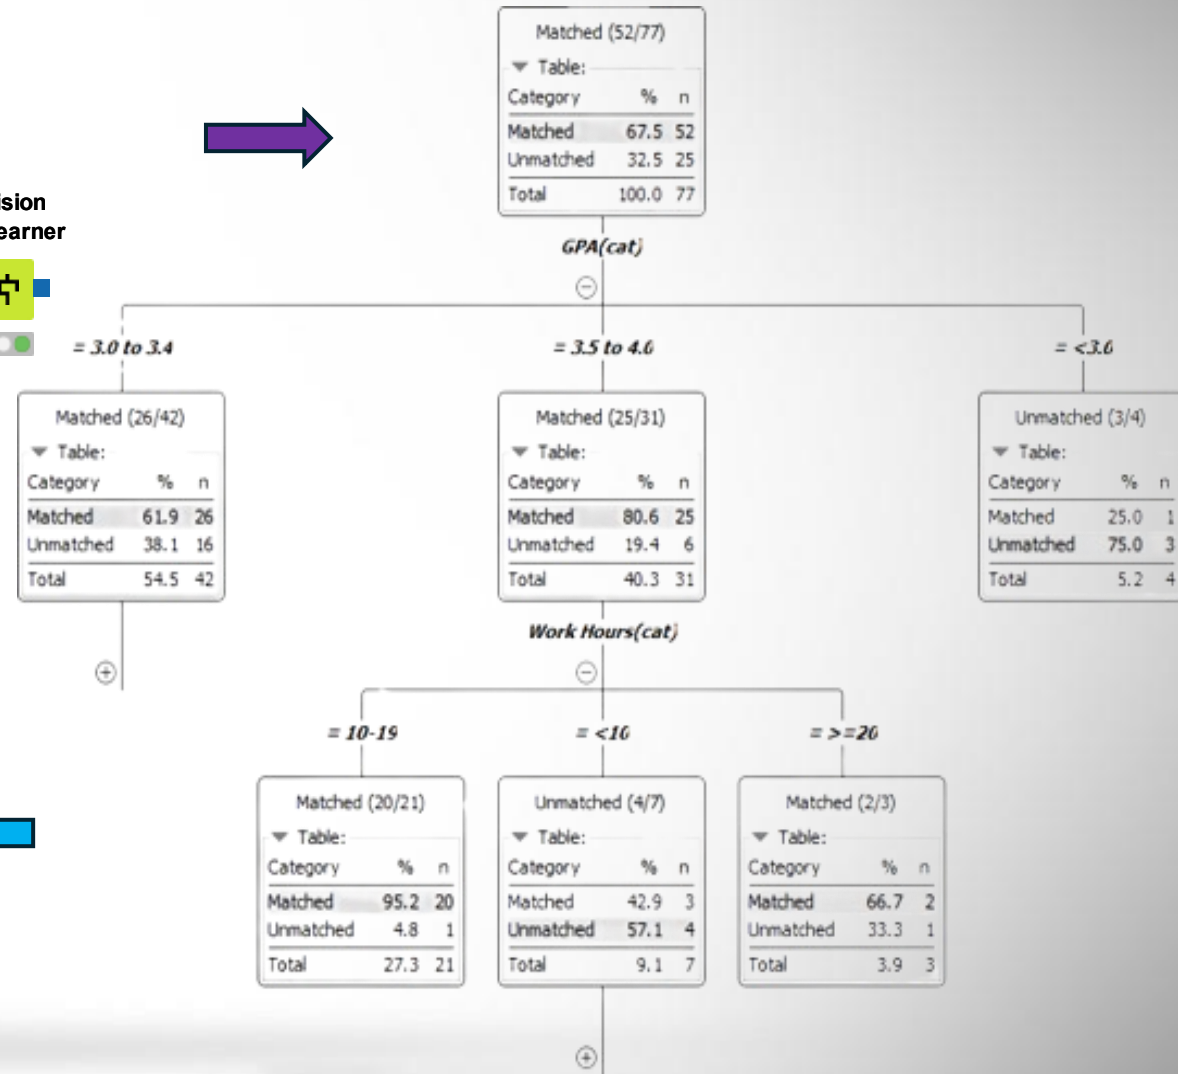 Matched (52/77)
Table:
Category % n
Matched 67.5 52
Unmatched 32.5 25
Total 100.0 77
ision
earner
GPA(cat)
= 3.0 to 3.4
= 3.5 to 4.0
= <3.0
Matched (26/42)
Table:
Category % n
Matched 61.9 26
Unmatched 38.1 16
Total 54.5 42
Matched (25/31)
Table:
Category % n
Matched 80.6 25
Unmatched 19.4 6
Total 40.3 31
Unmatched (3/4)
Table:
Category % n
Matched 25.0 1
Unmatched 75.0 3
Total 5.2 4
Work Hours(cat)
= 10-19
= <10
= >=20
Matched (20/21)
Table:
Category % n
Matched 95.2 20
Unmatched 4.8 1
Total 27.3 21
Unmatched (4/7)
Table:
Category % n
Matched 42.9 3
Unmatched 57.1 4
Total 9.1 7
Matched (2/3)
Table:
Category % n
Matched 66.7 2
Unmatched 33.3 1
Total 3.9 3